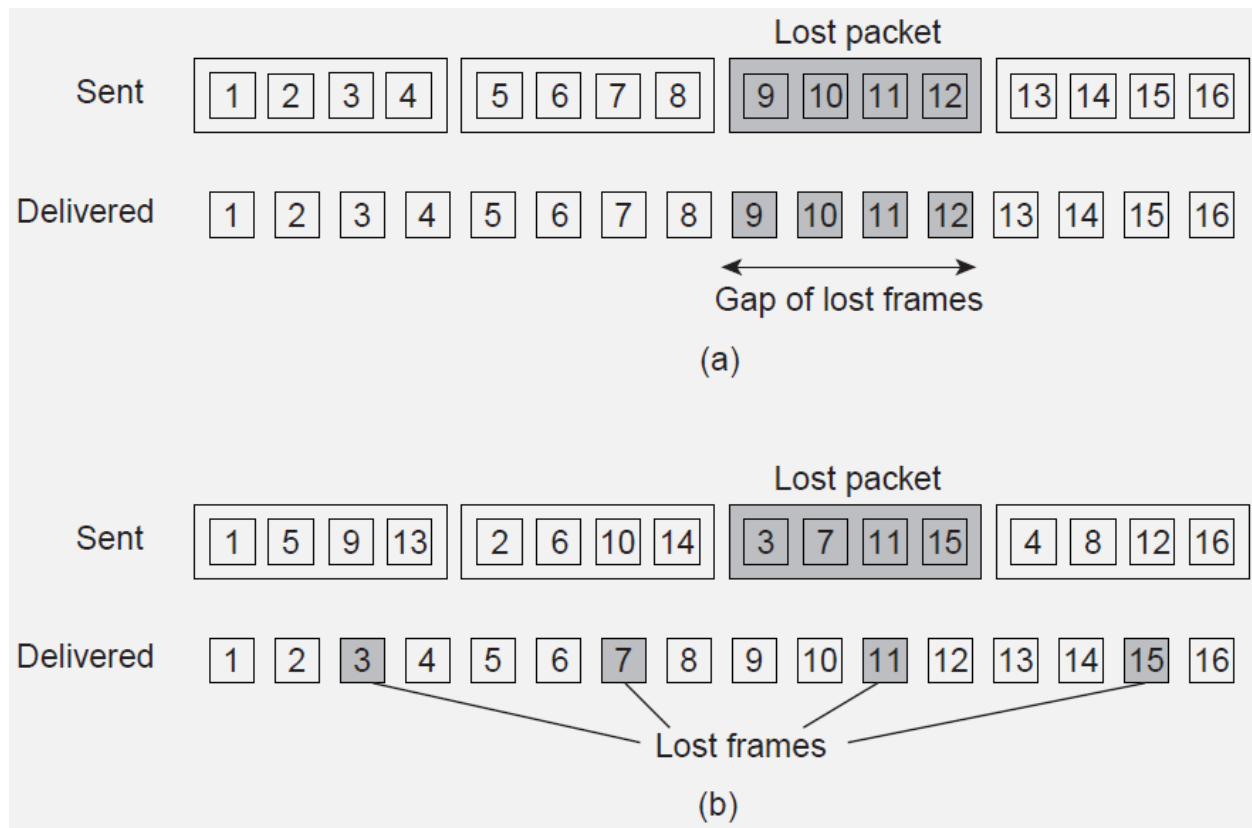 Lost packet
Sent 1 2 3 4 5 6 7 8 9 10 11 12 13 14 15 16
Delivered 1 2 3 4 5 6 7 8 9 10 11 12 13 14 15 16
Gap of lost frames
(a)
Lost packet
Sent 1 5 9 13 2 6 10 14 3 7 11 15 4 8 12 16
Delivered 1 2 3 4 5 6 7 8 9 10 11 12 13 14 15 16
Lost frames
(b)